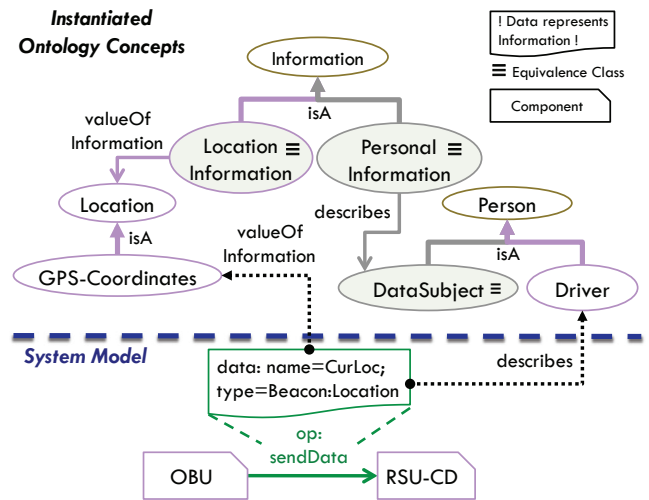 Instantiated
Ontology Concepts
! Data represents
Information !
≡ Equivalence Class
Component
Information
isA
valueOf
Information
Location ≡
Information
Personal ≡
Information
Location
describes
Person
isA
valueOf
Information
isA
GPS-Coordinates
DataSubject ≡
Driver
System Model
describes
data: name=CurLoc;
type=Beacon:Location
op:
sendData
OBU
RSU-CD